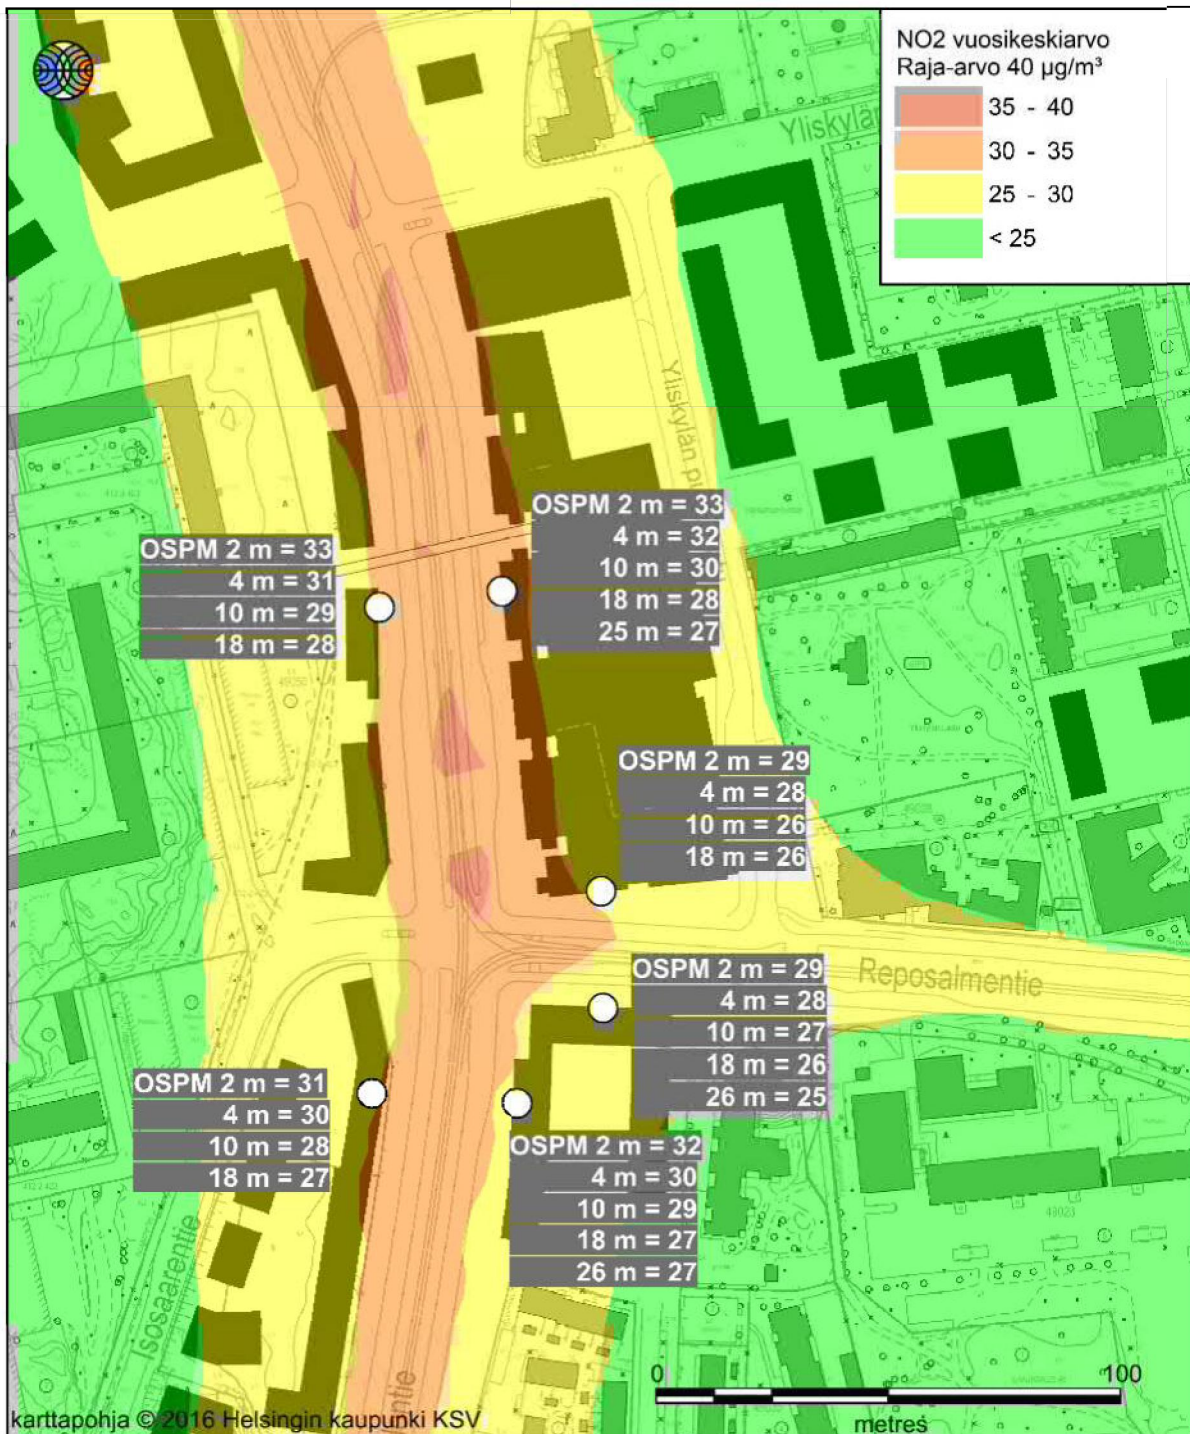 NO2 vuosikeskiarvo
Raja-arvo 40 µg/m³
35 - 40
30 - 35
25 - 30
< 25
Yliskylän
Yliskylän pu
OSPM 2 m = 33
4 m = 32
10 m = 30
18 m = 28
25 m = 27
OSPM 2 m = 33
4 m = 31
10 m = 29
18 m = 28
OSPM 2 m = 29
4 m = 28
10 m = 26
18 m = 26
Reposalmentie
OSPM 2 m = 29
4 m = 28
10 m = 27
18 m = 26
26 m = 25
OSPM 2 m = 31
4 m = 30
10 m = 28
18 m = 27
OSPM 2 m = 32
4 m = 30
10 m = 29
18 m = 27
26 m = 27
49023
Isosaarentie
ntie
0 100
metres
karttapohja © 2016 Helsingin kaupunki KSV